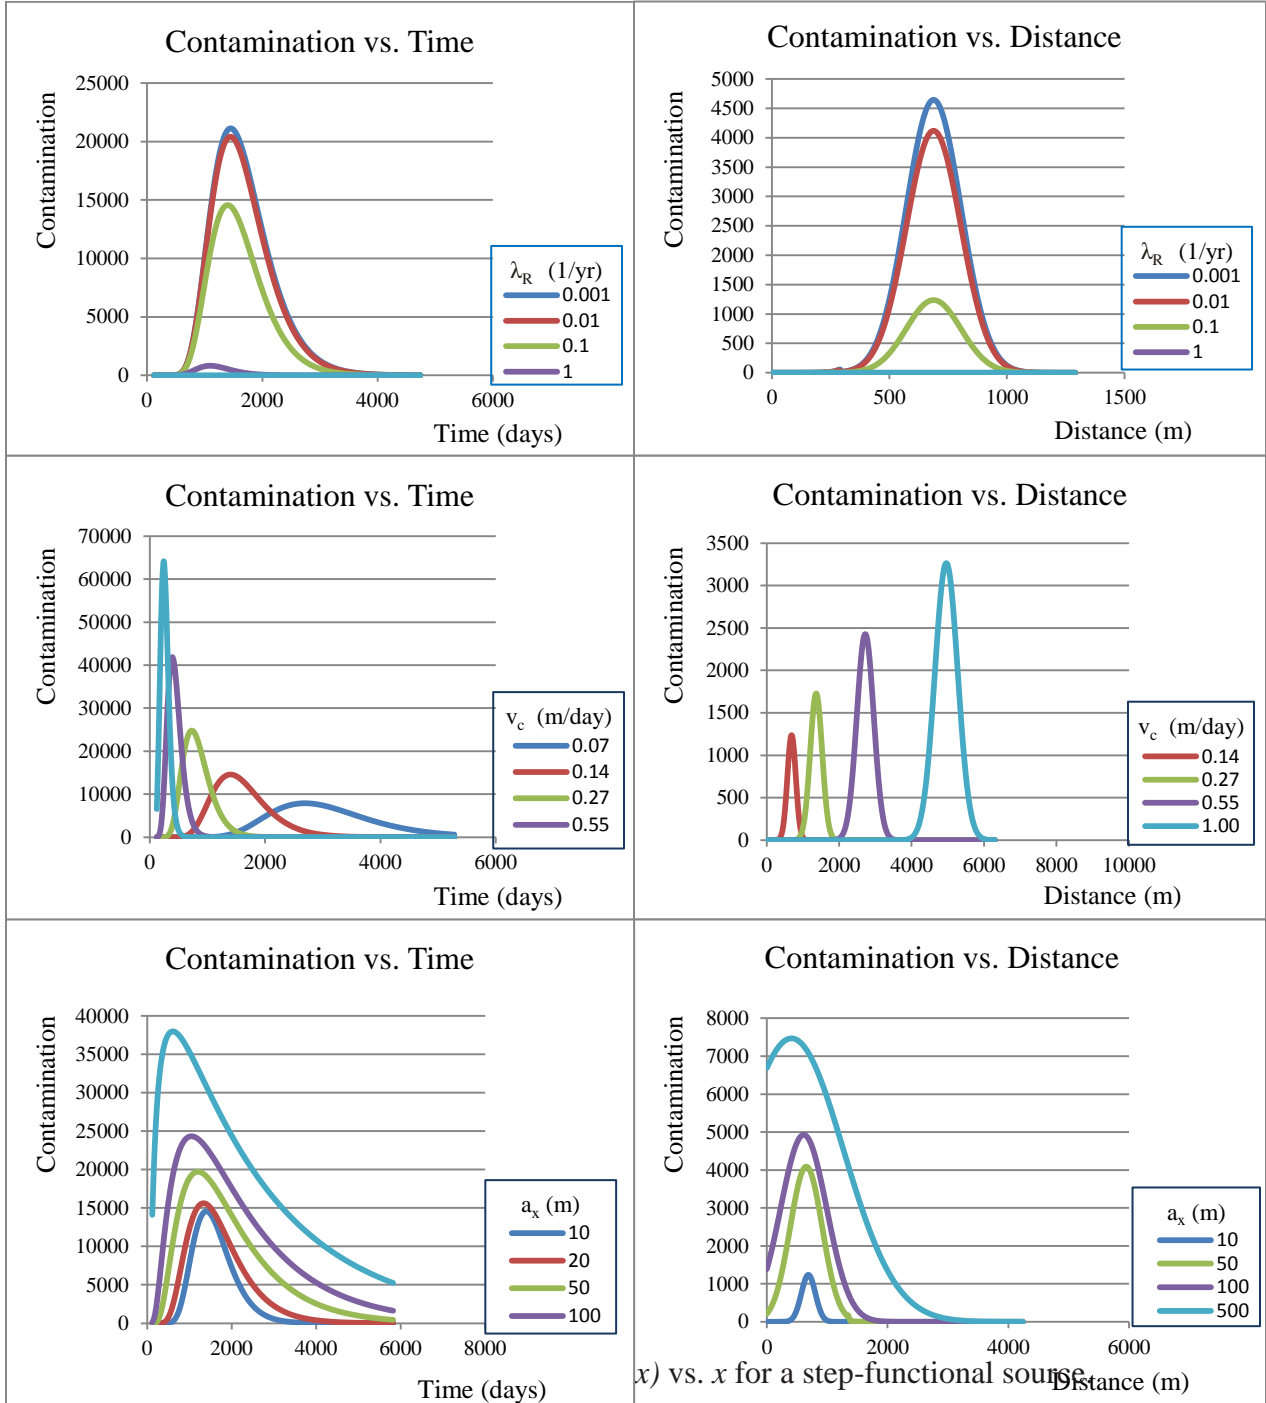 Contamination vs. Time
Contamination
25000
20000
15000
10000
5000
0
0 2000 4000 6000
Time (days)
λR (1/yr)
0.001
0.01
0.1
1
Contamination vs. Distance
Contamination
5000
4500
4000
3500
3000
2500
2000
1500
1000
500
0
0 500 1000 1500
Distance (m)
λR (1/yr)
0.001
0.01
0.1
1
Contamination vs. Time
Contamination
70000
60000
50000
40000
30000
20000
10000
0
0 2000 4000 6000
Time (days)
vc (m/day)
0.07
0.14
0.27
0.55
Contamination vs. Distance
Contamination
3500
3000
2500
2000
1500
1000
500
0
0 2000 4000 6000 8000 10000
Distance (m)
vc (m/day)
0.14
0.27
0.55
1.00
Contamination vs. Time
Contamination
40000
35000
30000
25000
20000
15000
10000
5000
0
0 2000 4000 6000 8000
Time (days)
ax (m)
10
20
50
100
Contamination vs. Distance
Contamination
8000
7000
6000
5000
4000
3000
2000
1000
0
0 2000 4000 6000
Distance (m)
ax (m)
10
50
100
500
x) vs. x for a step-functional source.